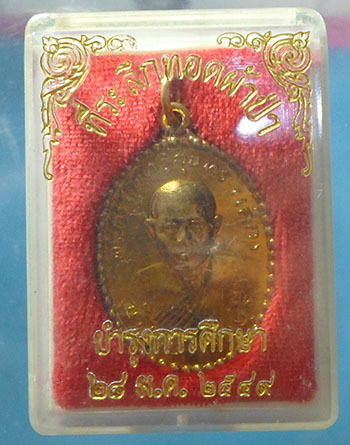 ที่ระลึกทอดผ้าป่า
บำรุงการศึกษา
๒๘ ม.ค. ๒๕๔๙